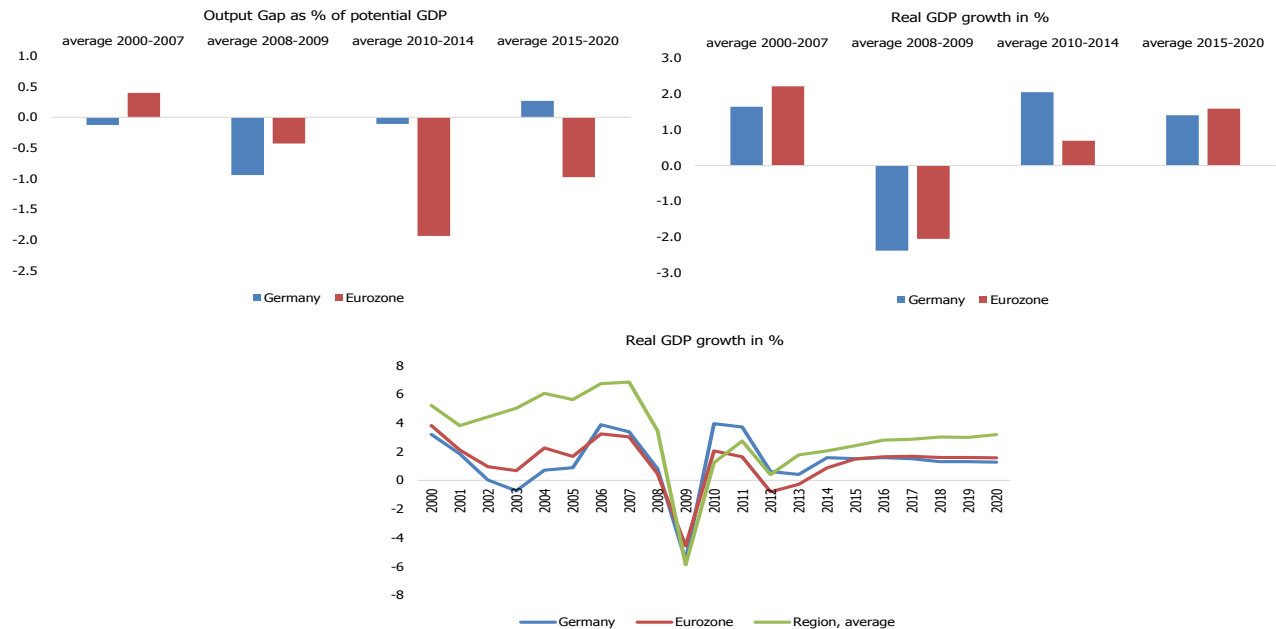 Output Gap as % of potential GDP
average 2000-2007 average 2008-2009 average 2010-2014 average 2015-2020
1.0
0.5
0.0
-0.5
-1.0
-1.5
-2.0
-2.5
Germany Eurozone
Real GDP growth in %
average 2000-2007 average 2008-2009 average 2010-2014 average 2015-2020
3.0
2.0
1.0
0.0
-1.0
-2.0
-3.0
Germany Eurozone
Real GDP growth in %
8
6
4
2
0
-2
-4
-6
-8
2000 2001 2002 2003 2004 2005 2006 2007 2008 2009 2010 2011 2012 2013 2014 2015 2016 2017 2018 2019 2020
Germany Eurozone Region, average